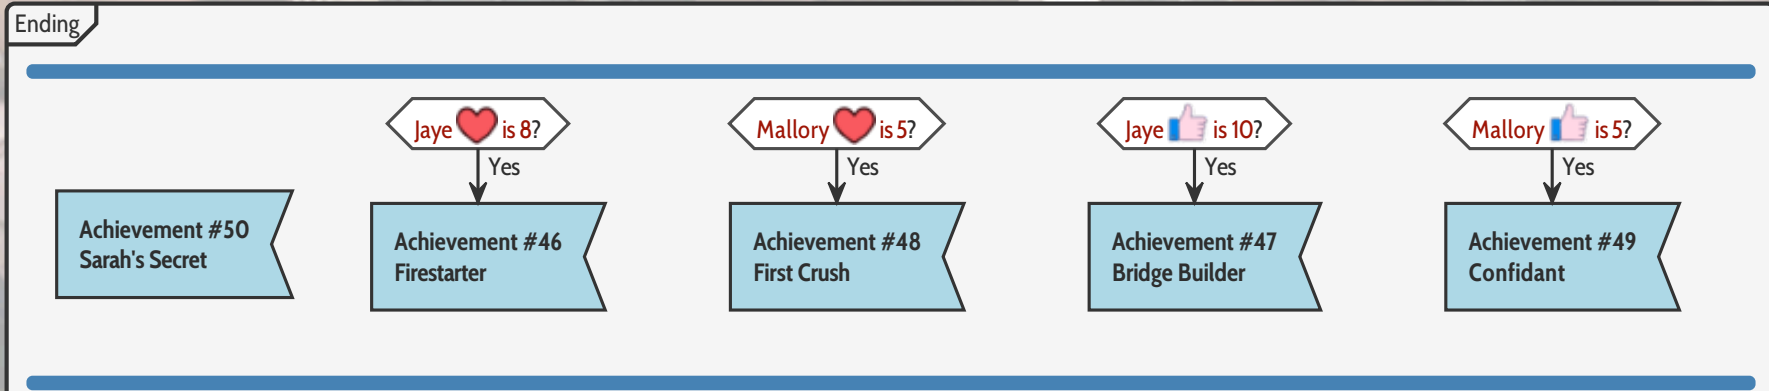 Ending
Jaye is 8?
Mallory is 5?
Jaye is 10?
Mallory is 5?
Yes
Yes
Yes
Yes
Achievement #50
Sarah's Secret
Achievement #46
Firestarter
Achievement #48
First Crush
Achievement #47
Bridge Builder
Achievement #49
Confidant